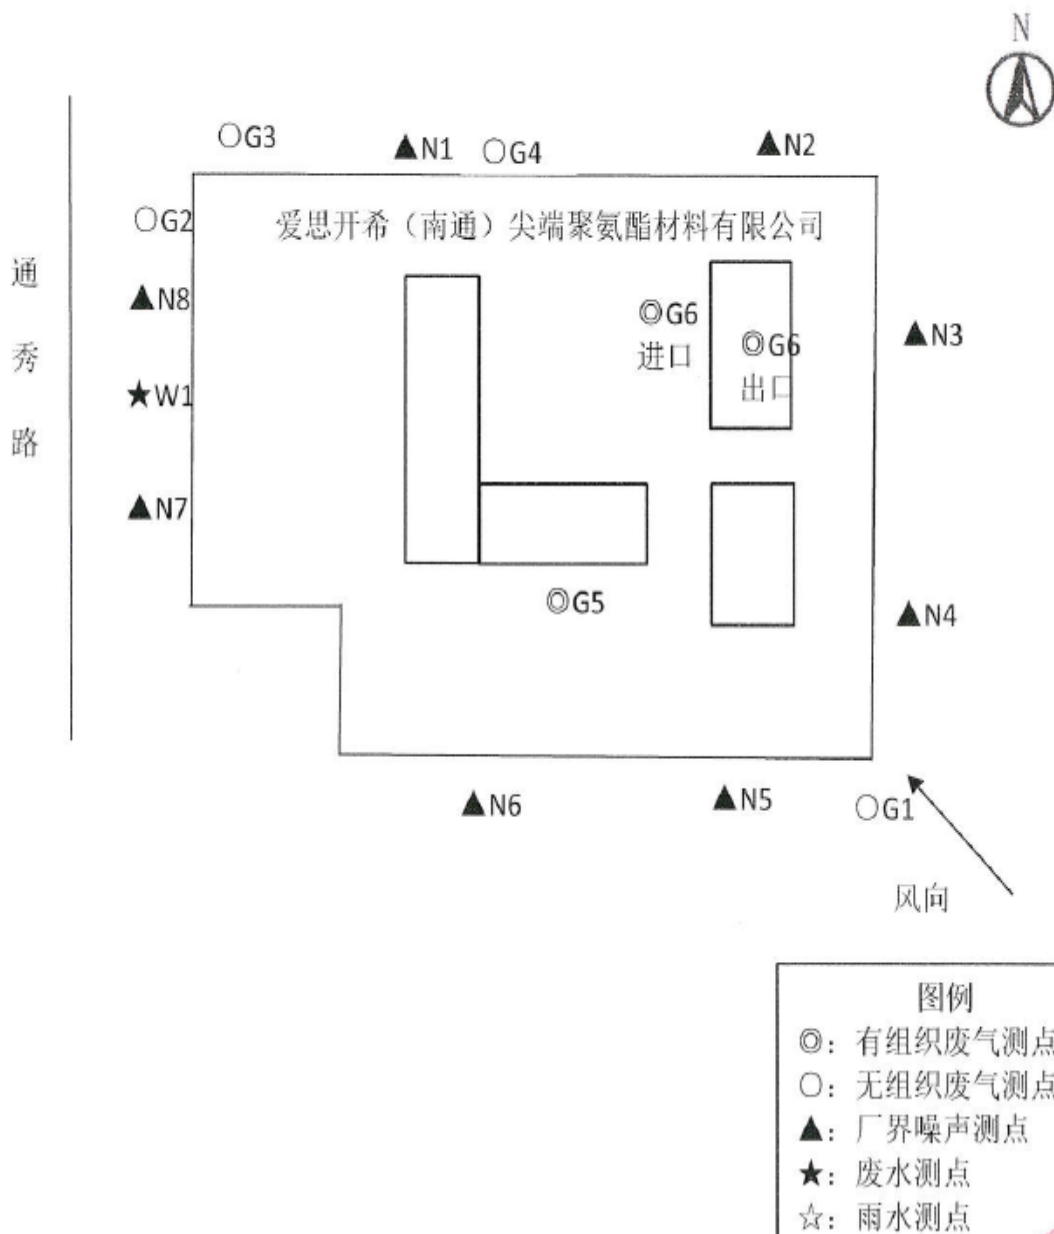 N
○G3
▲N1
○G4
▲N2
爱思开希（南通）尖端聚氨酯材料有限公司
○G2
通秀路
▲N8
◎G6
进口
◎G6
出口
▲N3
★W1
▲N7
◎G5
▲N4
▲N6
▲N5
○G1
风向
图例
◎：有组织废气测点
○：无组织废气测点
▲：厂界噪声测点
★：废水测点
☆：雨水测点